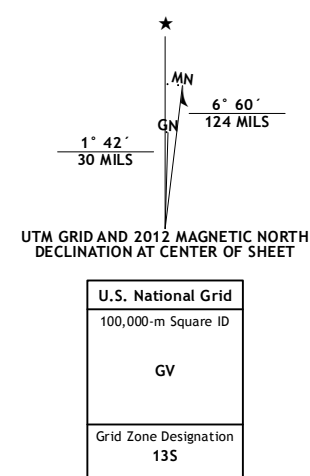 ★
MN
GN
6° 60´
124 MILS
1° 42´
30 MILS
UTM GRID AND 2012 MAGNETIC NORTH
DECLINATION AT CENTER OF SHEET
U.S. National Grid
100,000-m Square ID
GV
Grid Zone Designation
13S